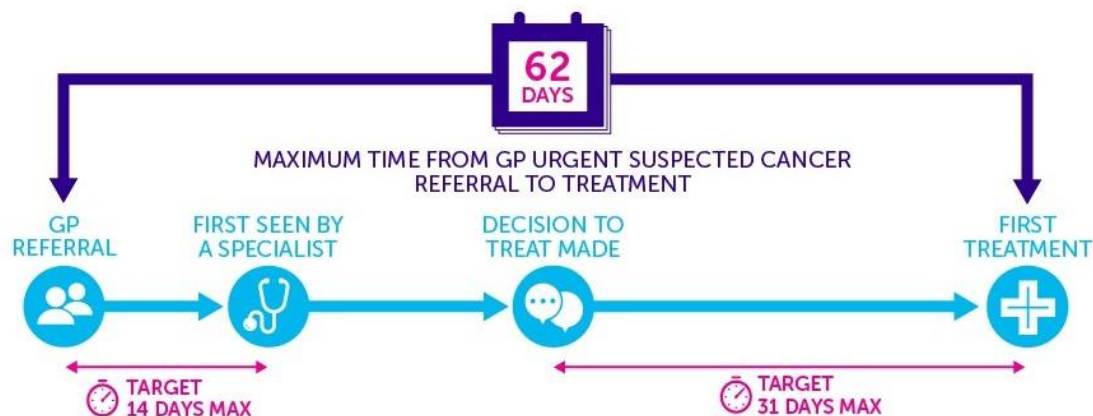 62
DAYS
MAXIMUM TIME FROM GP URGENT SUSPECTED CANCER
REFERRAL TO TREATMENT
GP
REFERRAL
FIRST SEEN BY
A SPECIALIST
DECISION TO
TREAT MADE
FIRST
TREATMENT
TARGET
14 DAYS MAX
TARGET
31 DAYS MAX